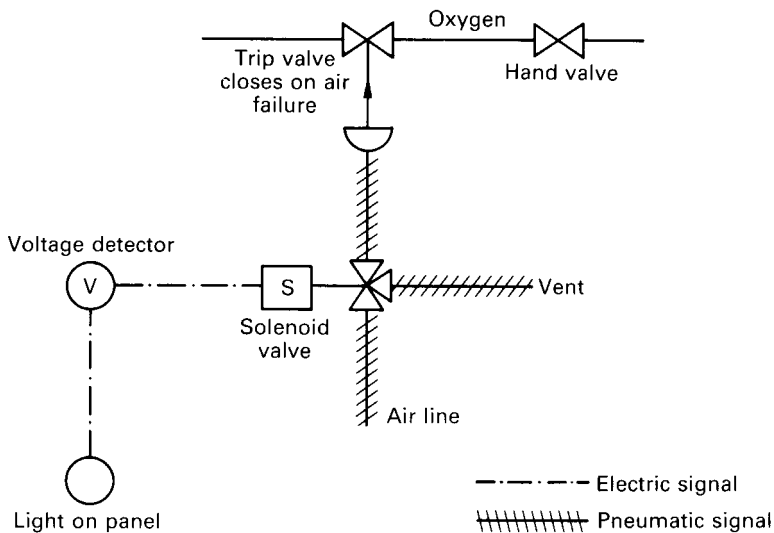 Oxygen
Trip valve
closes on air
failure
Hand valve
Voltage detector
V
S
Solenoid
valve
Vent
Air line
Light on panel
Electric signal
Pneumatic signal